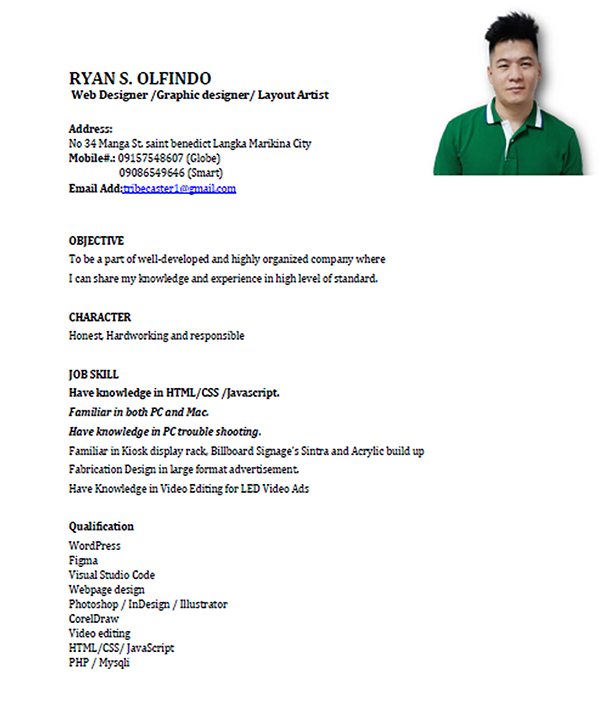 RYAN S. OLFINDO
Web Designer /Graphic designer/ Layout Artist
Address:
No 34 Manga St. saint benedict Langka Marikina City
Mobile#.: 09157548607 (Globe)
09086549646 (Smart)
Email Add:tribecaster1@gmail.com
OBJECTIVE
To be a part of well-developed and highly organized company where
I can share my knowledge and experience in high level of standard.
CHARACTER
Honest, Hardworking and responsible
JOB SKILL
Have knowledge in HTML/CSS /Javascript.
Familiar in both PC and Mac.
Have knowledge in PC trouble shooting.
Familiar in Kiosk display rack, Billboard Signage's Sintra and Acrylic build up
Fabrication Design in large format advertisement.
Have Knowledge in Video Editing for LED Video Ads
Qualification
WordPress
Figma
Visual Studio Code
Webpage design
Photoshop / InDesign / Illustrator
CorelDraw
Video editing
HTML/CSS/ JavaScript
PHP / Mysqli